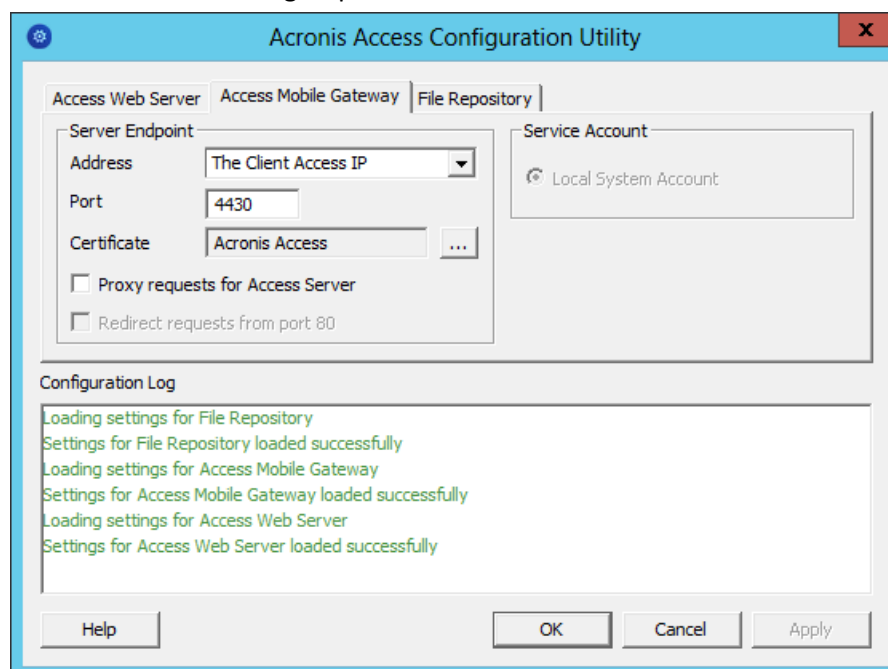 Acronis Access Configuration Utility
x
Access Web Server Access Mobile Gateway File Repository
Server Endpoint
Address The Client Access IP
Port 4430
Certificate Acronis Access ...
Proxy requests for Access Server
Redirect requests from port 80
Service Account
Local System Account
Configuration Log
Loading settings for File Repository
Settings for File Repository loaded successfully
Loading settings for Access Mobile Gateway
Settings for Access Mobile Gateway loaded successfully
Loading settings for Access Web Server
Settings for Access Web Server loaded successfully
Help OK Cancel Apply